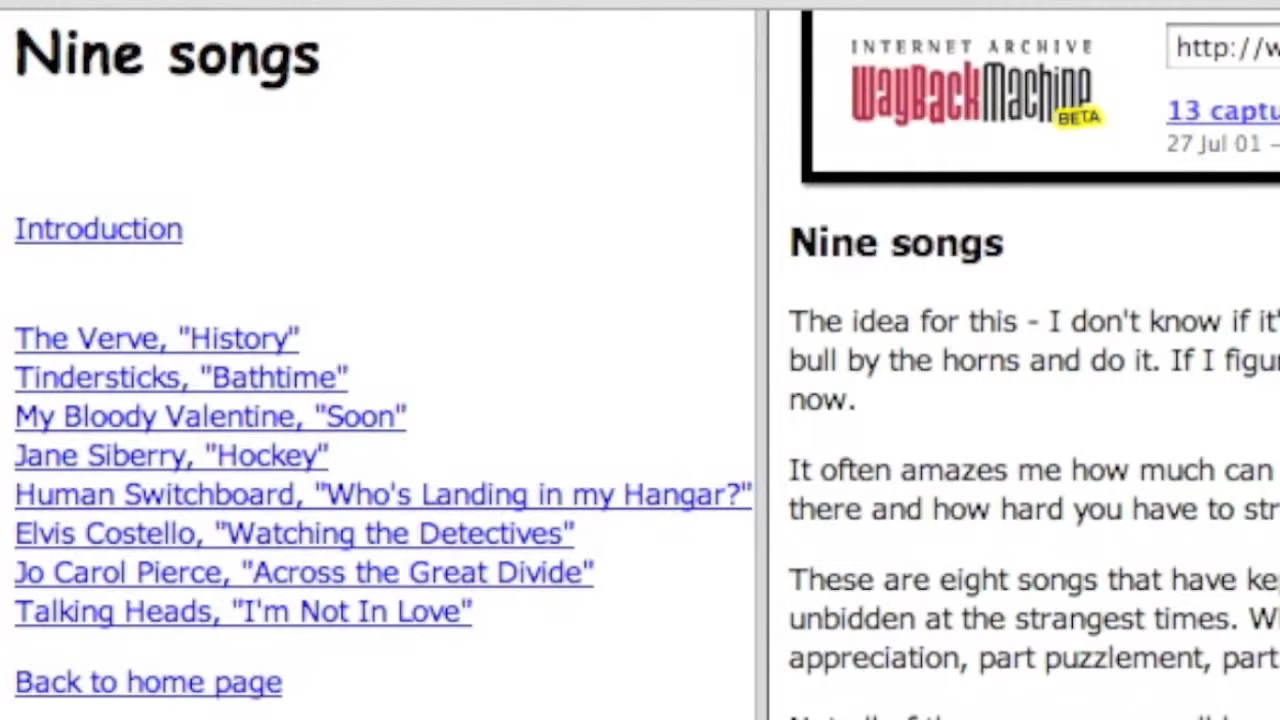 Nine songs
Introduction
The Verve, "History"
Tindersticks, "Bathtime"
My Bloody Valentine, "Soon"
Jane Siberry, "Hockey"
Human Switchboard, "Who's Landing in my Hangar?"
Elvis Costello, "Watching the Detectives"
Jo Carol Pierce, "Across the Great Divide"
Talking Heads, "I'm Not In Love"
Back to home page
INTERNET ARCHIVE
WayBackMachine
BETA
http://w
13 captu
27 Jul 01 –
Nine songs
The idea for this - I don't know if it'
bull by the horns and do it. If I figu
now.
It often amazes me how much can
there and how hard you have to str
These are eight songs that have ke
unbidden at the strangest times. W
appreciation, part puzzlement, part